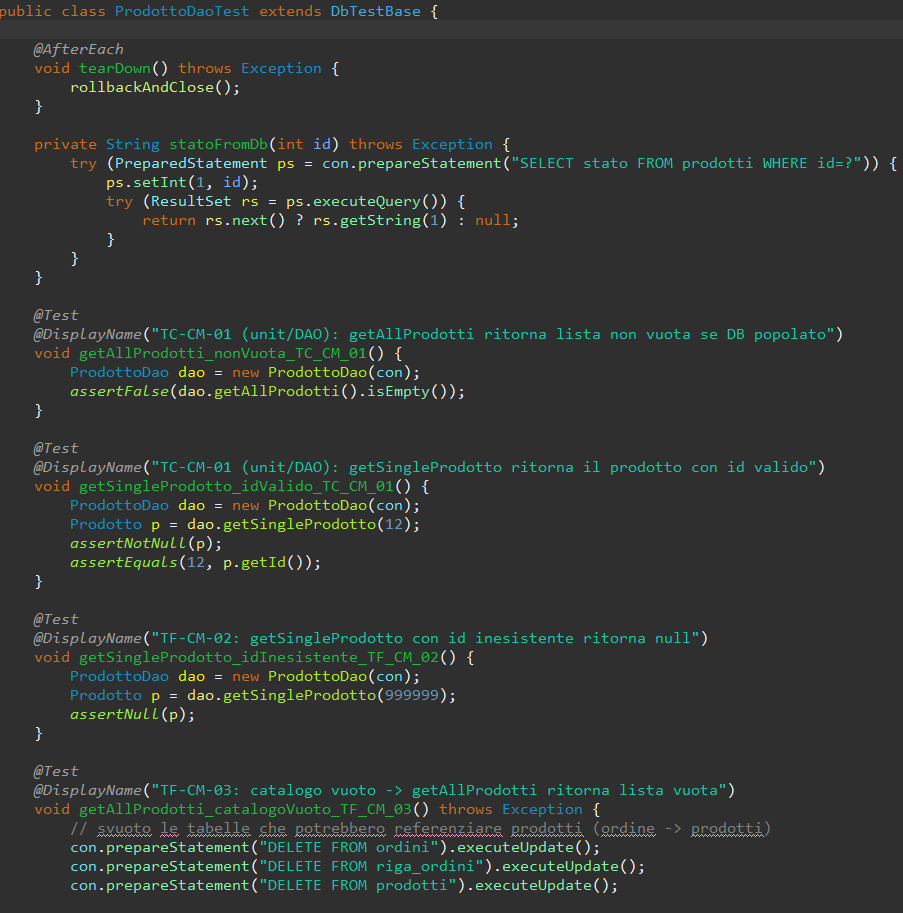 public class ProdottoDaoTest extends DbTestBase {
@AfterEach
void tearDown() throws Exception {
rollbackAndClose();
}
private String statoFromDb(int id) throws Exception {
try (PreparedStatement ps = con.prepareStatement("SELECT stato FROM prodotti WHERE id=?")) {
ps.setInt(1, id);
try (ResultSet rs = ps.executeQuery()) {
return rs.next() ? rs.getString(1) : null;
}
}
}
@Test
@DisplayName("TC-CM-01 (unit/DAO): getAllProdotti ritorna lista non vuota se DB popolato")
void getAllProdotti_nonVuota_TC_CM_01() {
ProdottoDao dao = new ProdottoDao(con);
assertFalse(dao.getAllProdotti().isEmpty());
}
@Test
@DisplayName("TC-CM-01 (unit/DAO): getSingleProdotto ritorna il prodotto con id valido")
void getSingleProdotto_idValido_TC_CM_01() {
ProdottoDao dao = new ProdottoDao(con);
Prodotto p = dao.getSingleProdotto(12);
assertNotNull(p);
assertEquals(12, p.getId());
}
@Test
@DisplayName("TF-CM-02: getSingleProdotto con id inesistente ritorna null")
void getSingleProdotto_idInesistente_TF_CM_02() {
ProdottoDao dao = new ProdottoDao(con);
Prodotto p = dao.getSingleProdotto(999999);
assertNull(p);
}
@Test
@DisplayName("TF-CM-03: catalogo vuoto -> getAllProdotti ritorna lista vuota")
void getAllProdotti_catalogoVuoto_TF_CM_03() throws Exception {
// svuoto le tabelle che potrebbero referenziare prodotti (ordine -> prodotti)
con.prepareStatement("DELETE FROM ordini").executeUpdate();
con.prepareStatement("DELETE FROM riga_ordini").executeUpdate();
con.prepareStatement("DELETE FROM prodotti").executeUpdate();